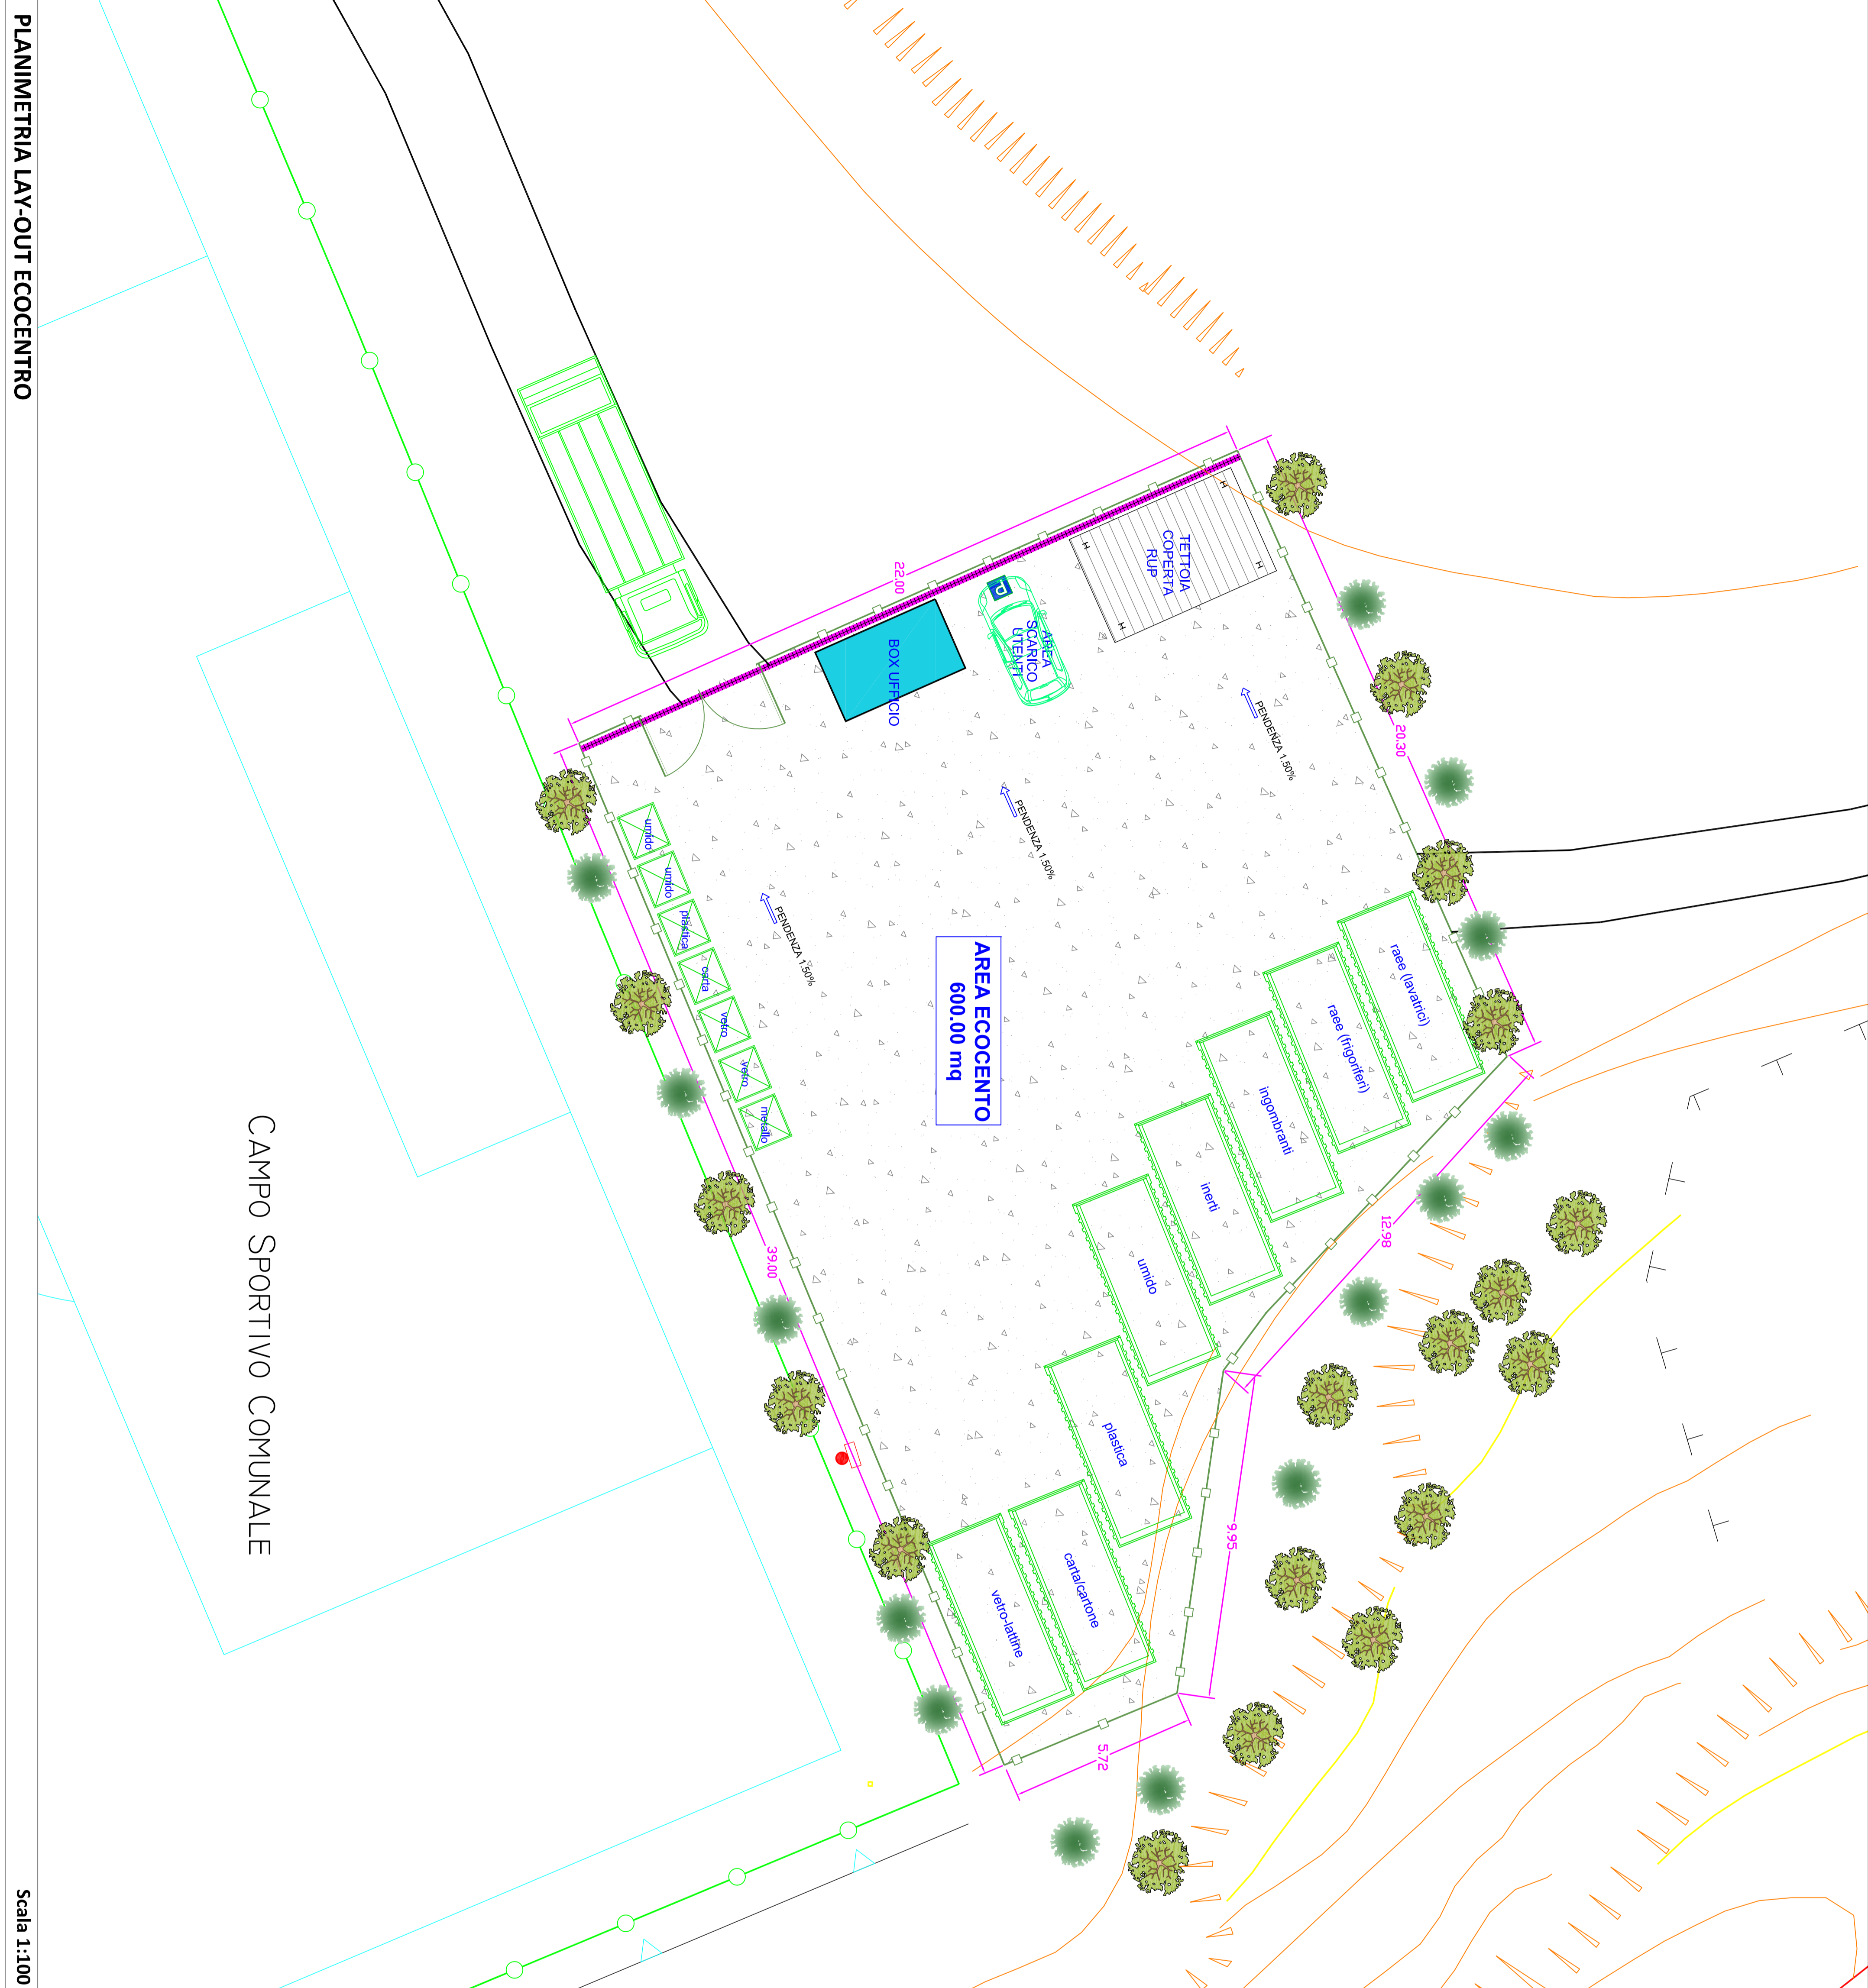 PLANIMETRIA LAY-OUT ECOCENTRO
Scala 1:100
CAMPO SPORTIVO COMUNALE
TETTOIA
COPERTA
RUP
P
AREA
SCARICO
UTENTI
BOX UFFICIO
22.00
20.30
12.98
9.95
5.72
39.00
PENDENZA 1.50%
PENDENZA 1.50%
PENDENZA 1.50%
AREA ECOCENTO
600.00 mq
raee (lavatrici)
raee (frigoriferi)
ingombranti
inerti
umido
plastica
carta/cartone
vetro-lattine
umido
umido
plastica
carta
vetro
vetro
metallo
H
H
H
H